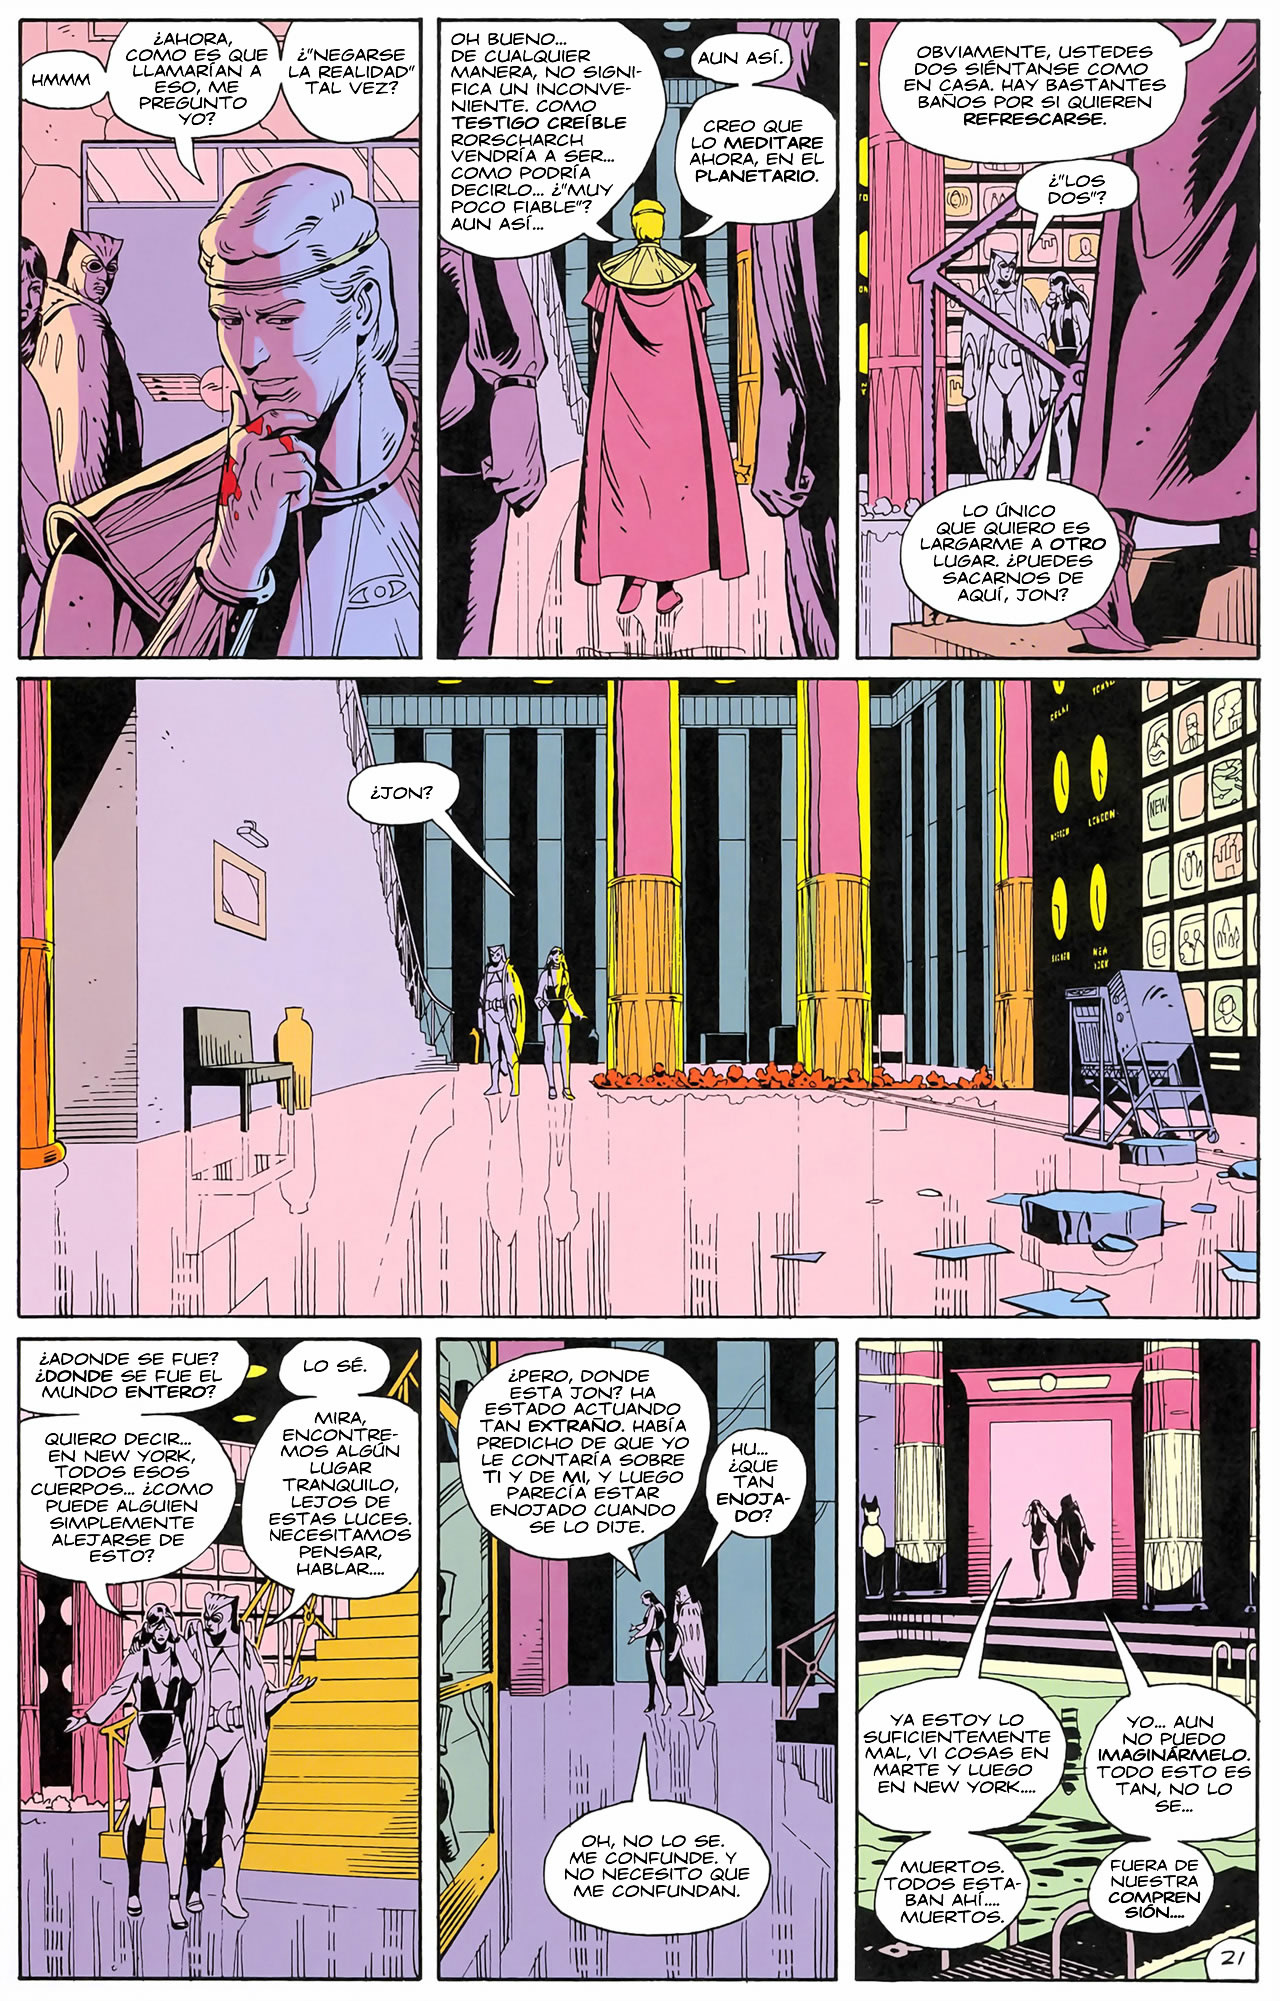 HMMM
¿AHORA,
COMO ES QUE
LLAMARÍAN A
ESO, ME
PREGUNTO
YO?
¿"NEGARSE
LA REALIDAD"
TAL VEZ?
OH BUENO...
DE CUALQUIER
MANERA, NO SIGNI-
FICA UN INCONVE-
NIENTE. COMO
TESTIGO CREÍBLE
RORSCHARCH
VENDRÍA A SER...
COMO PODRÍA
DECIRLO... ¿"MUY
POCO FIABLE"?
AUN ASÍ...
AUN ASÍ.
CREO QUE
LO MEDITARE
AHORA, EN EL
PLANETARIO.
OBVIAMENTE, USTEDES
DOS SIÉNTANSE COMO
EN CASA. HAY BASTANTES
BAÑOS POR SI QUIEREN
REFRESCARSE.
¿"LOS
DOS"?
LO ÚNICO
QUE QUIERO ES
LARGARME A OTRO
LUGAR. ¿PUEDES
SACARNOS DE
AQUÍ, JON?
¿JON?
NEW
LONDON
NEW
YORK
¿ADONDE SE FUE?
¿DONDE SE FUE EL
MUNDO ENTERO?
QUIERO DECIR...
EN NEW YORK,
TODOS ESOS
CUERPOS... ¿COMO
PUEDE ALGUIEN
SIMPLEMENTE
ALEJARSE DE
ESTO?
LO SÉ.
MIRA,
ENCONTRE-
MOS ALGÚN
LUGAR
TRANQUILO,
LEJOS DE
ESTAS LUCES.
NECESITAMOS
PENSAR,
HABLAR....
¿PERO, DONDE
ESTA JON? HA
ESTADO ACTUANDO
TAN EXTRAÑO. HABÍA
PREDICHO DE QUE YO
LE CONTARÍA SOBRE
TI Y DE MI, Y LUEGO
PARECÍA ESTAR
ENOJADO CUANDO
SE LO DIJE.
HU...
¿QUE
TAN
ENOJA-
DO?
OH, NO LO SE.
ME CONFUNDE. Y
NO NECESITO QUE
ME CONFUNDAN.
YA ESTOY LO
SUFICIENTEMENTE
MAL, VI COSAS EN
MARTE Y LUEGO
EN NEW YORK....
YO... AUN
NO PUEDO
IMAGINÁRMELO.
TODO ESTO ES
TAN, NO LO
SE...
MUERTOS.
TODOS ESTA-
BAN AHÍ....
MUERTOS.
FUERA DE
NUESTRA
COMPREN
SIÓN....
21